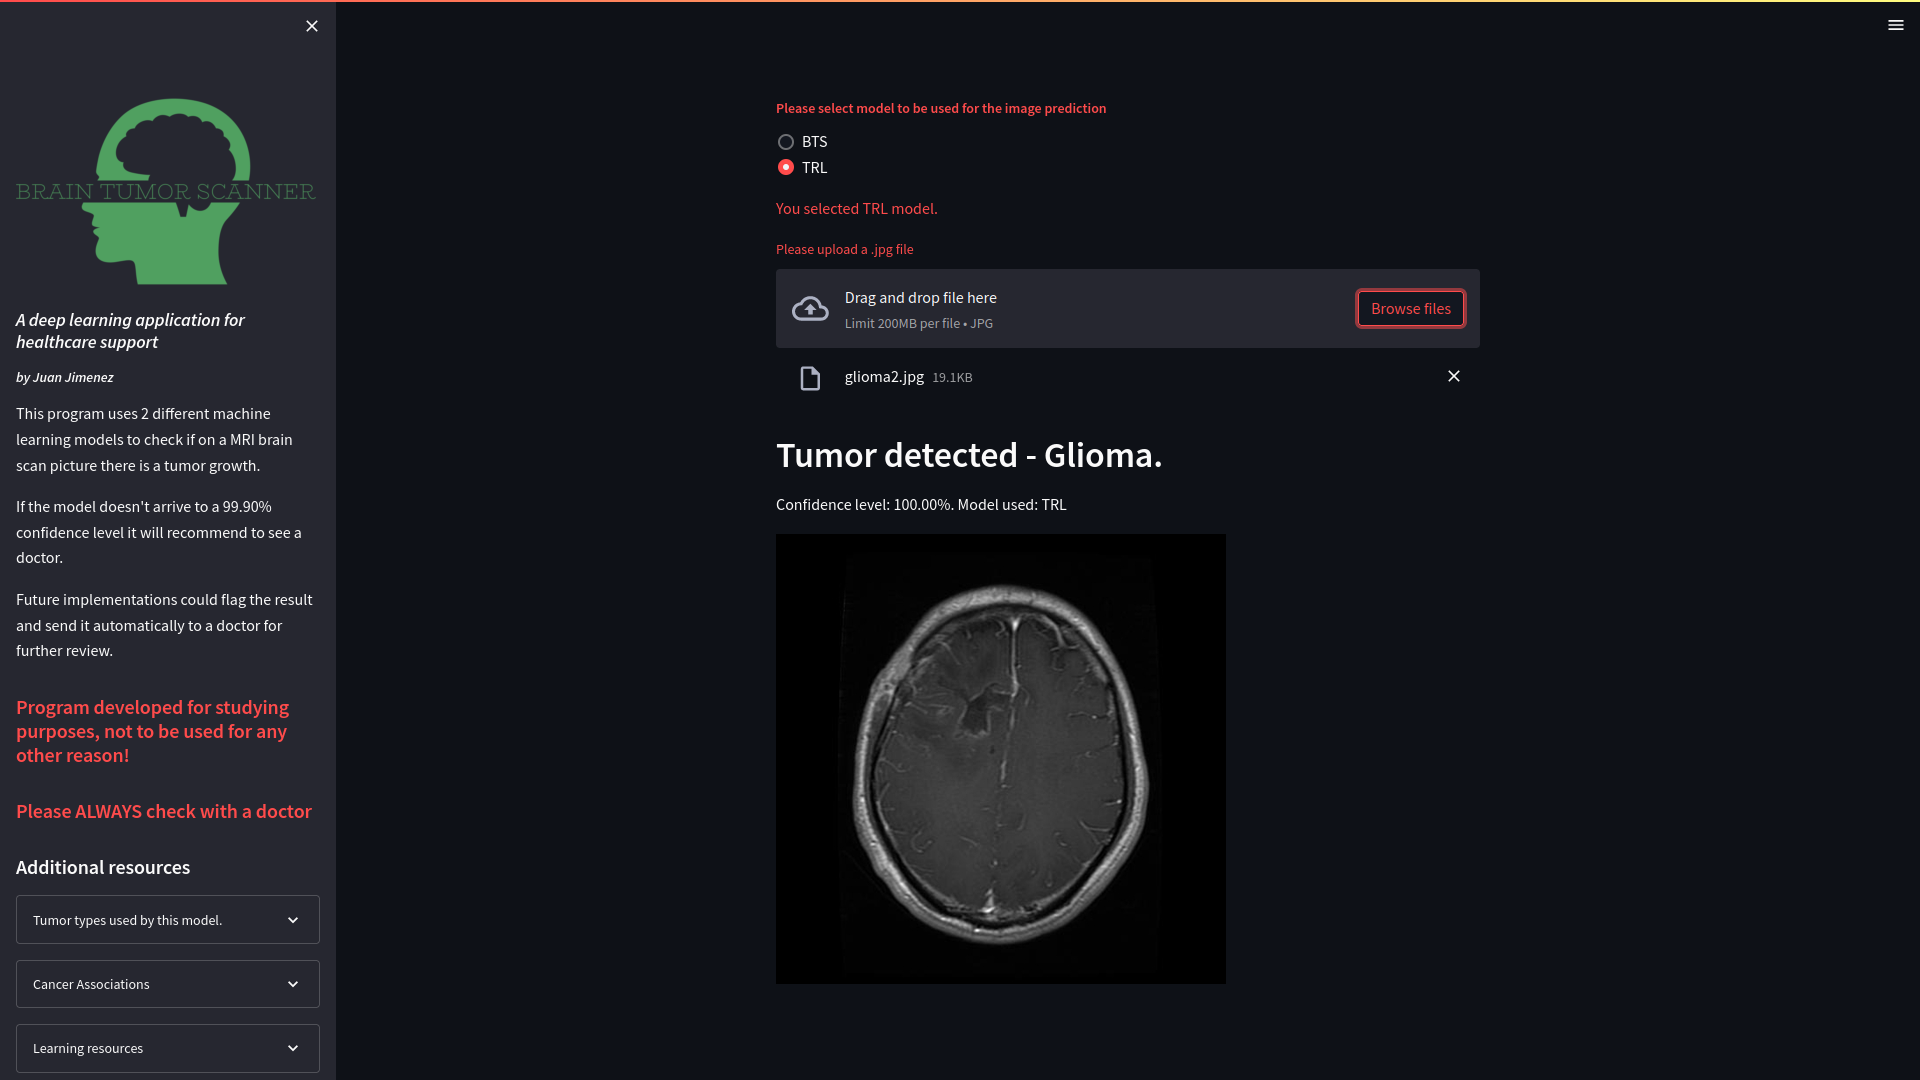 BRAIN TUMOR SCANNER
A deep learning application for
healthcare support
by Juan Jimenez
This program uses 2 different machine
learning models to check if on a MRI brain
scan picture there is a tumor growth.
If the model doesn't arrive to a 99.90%
confidence level it will recommend to see a
doctor.
Future implementations could flag the result
and send it automatically to a doctor for
further review.
Program developed for studying
purposes, not to be used for any
other reason!
Please ALWAYS check with a doctor
Additional resources
Tumor types used by this model.
Cancer Associations
Learning resources
Please select model to be used for the image prediction
BTS
TRL
You selected TRL model.
Please upload a .jpg file
Drag and drop file here
Limit 200MB per file • JPG
Browse files
glioma2.jpg 19.1KB
Tumor detected - Glioma.
Confidence level: 100.00%. Model used: TRL